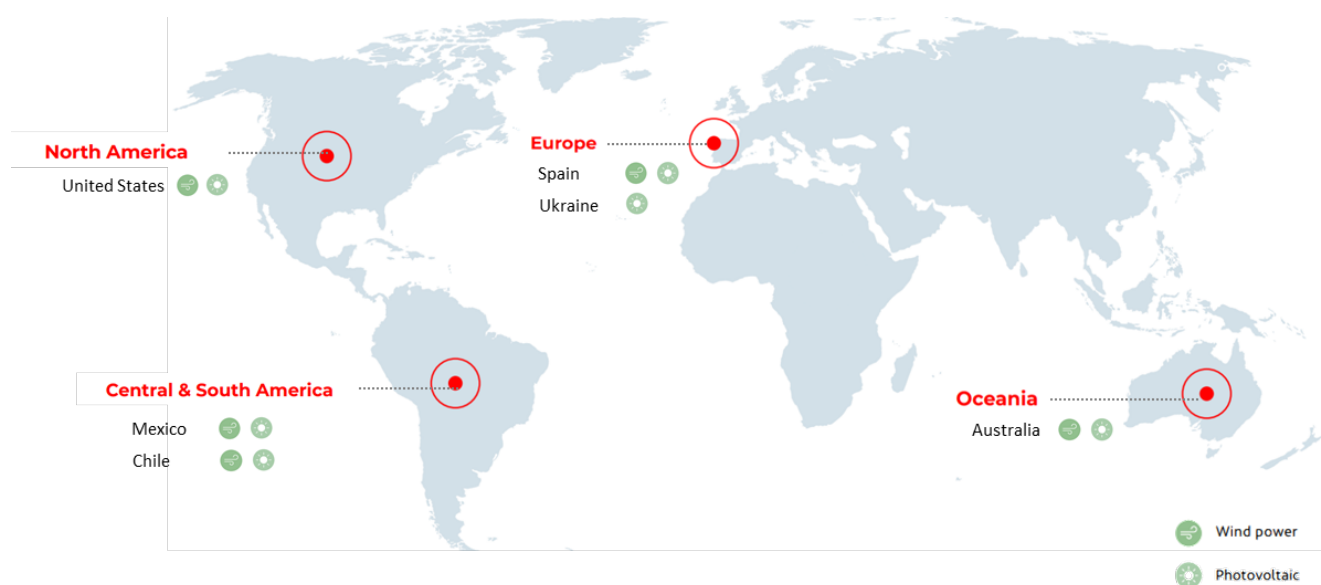 North America
United States
Europe
Spain
Ukraine
Central & South America
Mexico
Chile
Oceania
Australia
Wind power
Photovoltaic